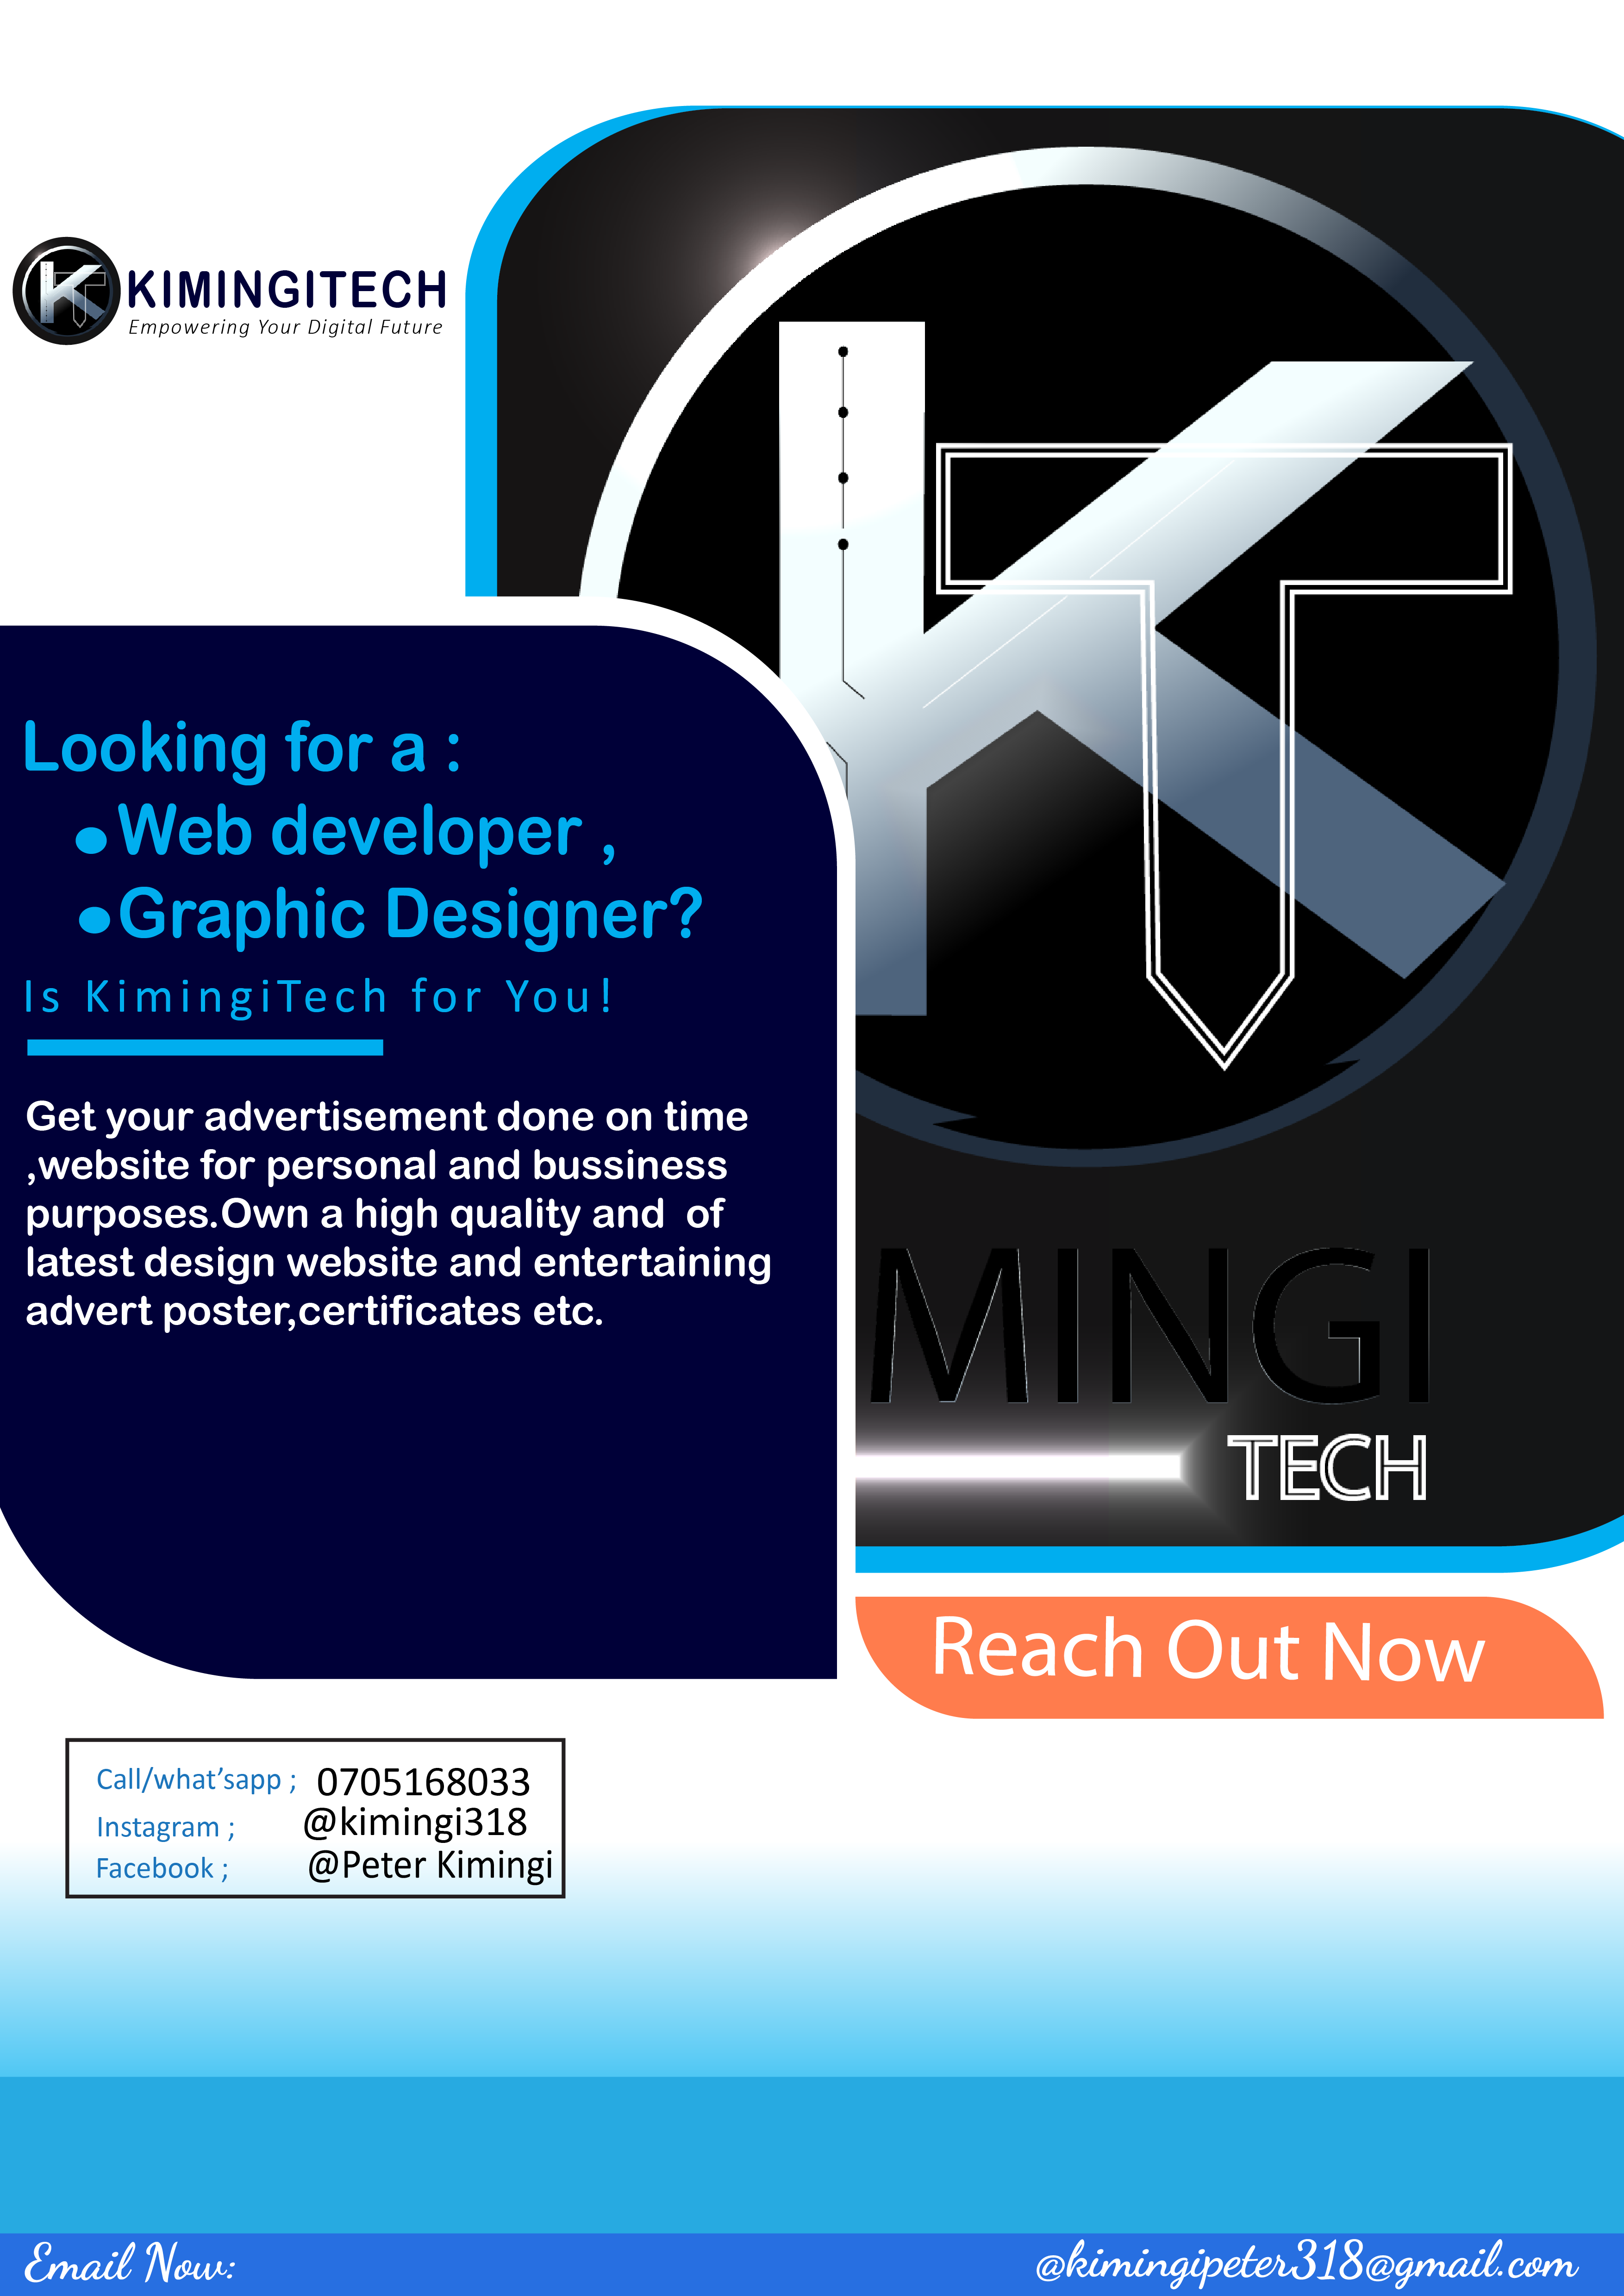 KIMINGITECH
Empowering Your Digital Future
Looking for a :
Web developer ,
Graphic Designer?
Is KimingiTech for You!
Get your advertisement done on time
,website for personal and bussiness
purposes.Own a high quality and  of
latest design website and entertaining
advert poster,certificates etc.
MINGI
TECH
Reach Out Now
Call/what’sapp ; 0705168033
Instagram ; @kimingi318
Facebook ; @Peter Kimingi
Email Now: @kimingipeter318@gmail.com